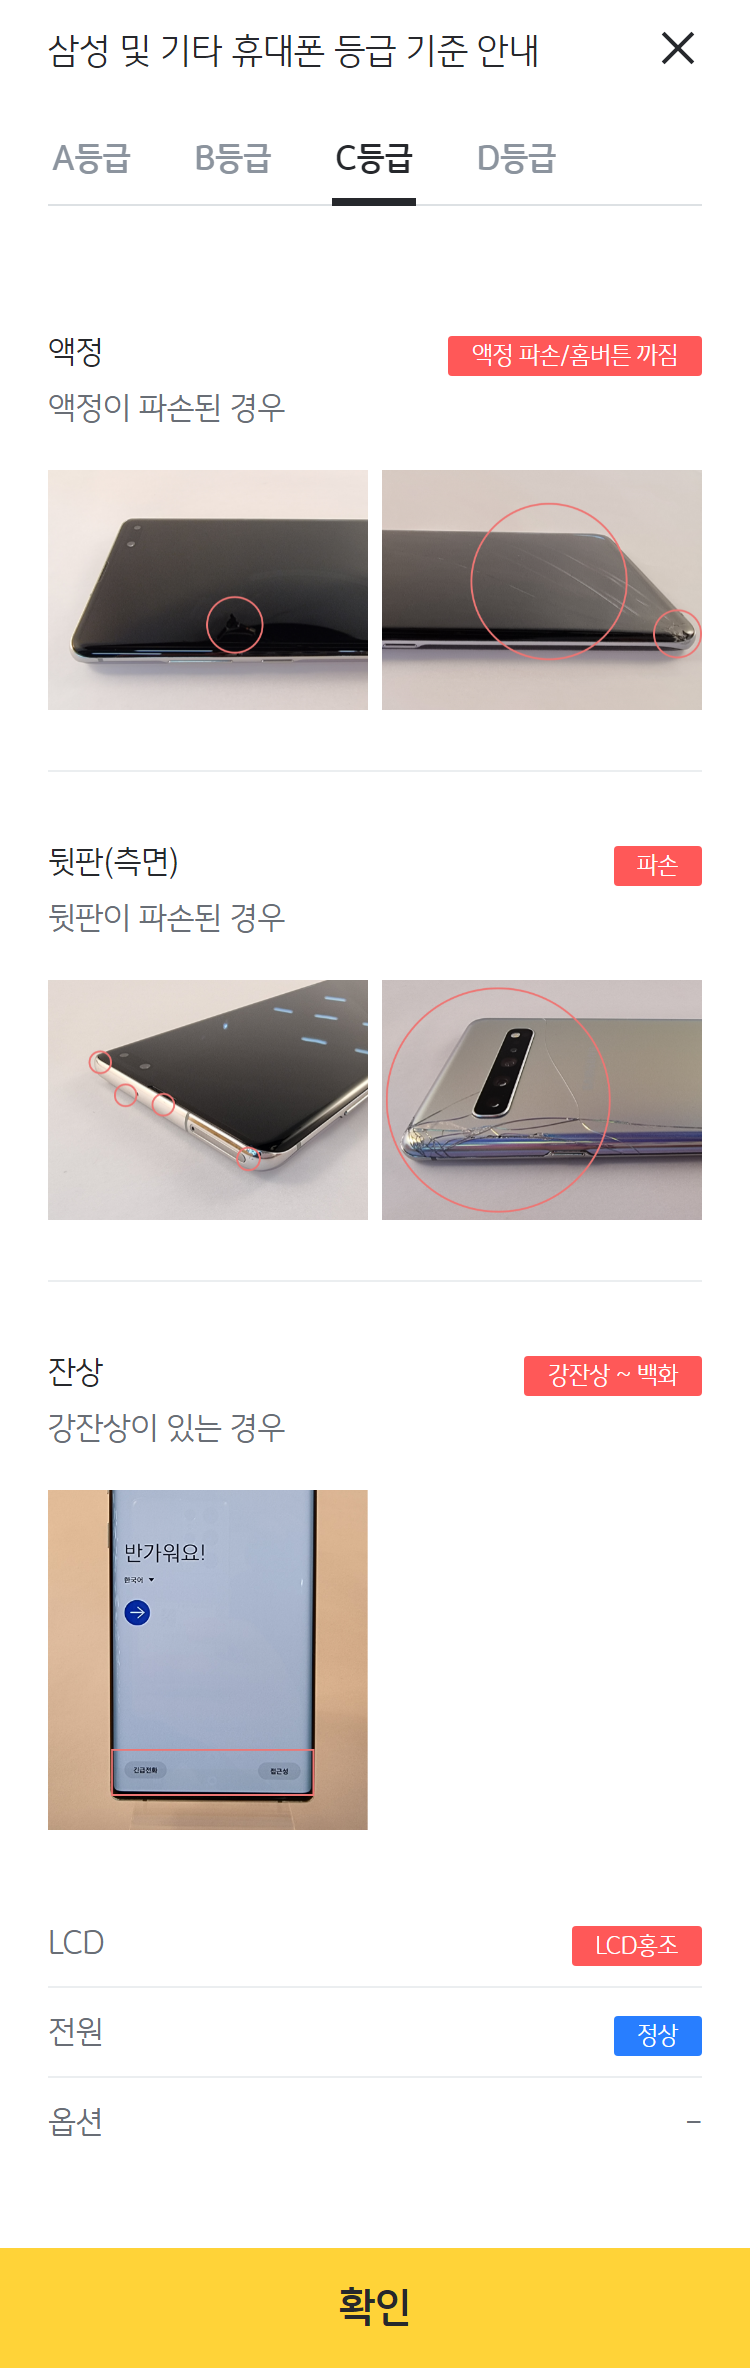 삼성 및 기타 휴대폰 등급 기준 안내
A등급 B등급 C등급 D등급
액정 액정 파손/홈버튼 까짐
액정이 파손된 경우
뒷판(측면) 파손
뒷판이 파손된 경우
잔상 강잔상 ~ 백화
강잔상이 있는 경우
반가워요!
한국어
긴급전화 접근성
LCD LCD홍조
전원 정상
옵션 –
확인